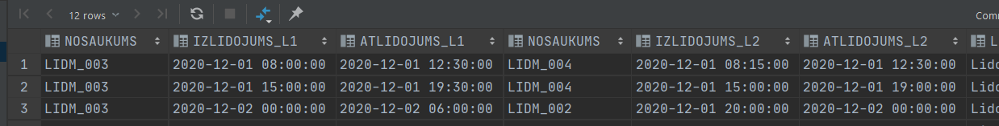 12 rows
Com
NOSAUKUMS IZLIDOJUMS_L1 ATLIDOJUMS_L1 NOSAUKUMS IZLIDOJUMS_L2 ATLIDOJUMS_L2 L
1 LIDM_003 2020-12-01 08:00:00 2020-12-01 12:30:00 LIDM_004 2020-12-01 08:15:00 2020-12-01 12:30:00 Lido
2 LIDM_003 2020-12-01 15:00:00 2020-12-01 19:30:00 LIDM_004 2020-12-01 15:00:00 2020-12-01 19:00:00 Lido
3 LIDM_003 2020-12-02 00:00:00 2020-12-02 06:00:00 LIDM_002 2020-12-01 20:00:00 2020-12-02 00:00:00 Lido